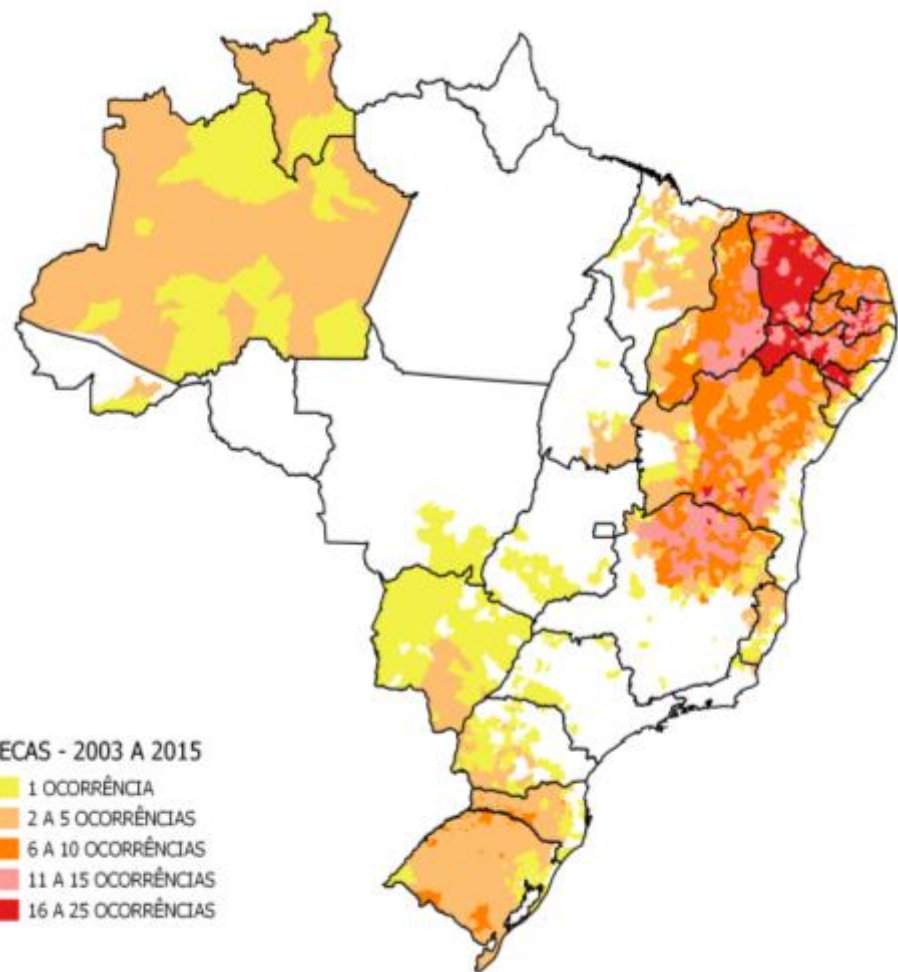 ECAS - 2003 A 2015
1 OCORRÊNCIA
2 A 5 OCORRÊNCIAS
6 A 10 OCORRÊNCIAS
11 A 15 OCORRÊNCIAS
16 A 25 OCORRÊNCIAS